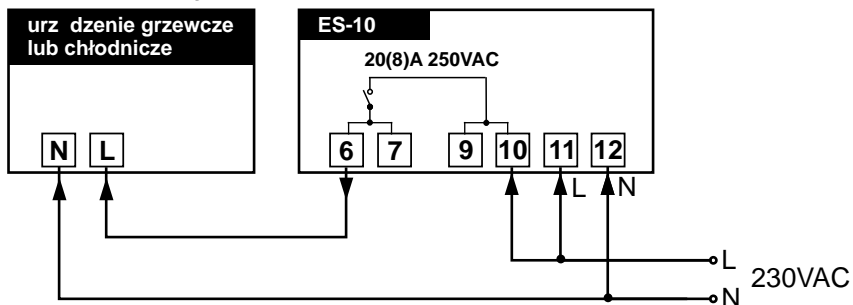 urz dzenie grzewcze
lub chłodnicze
ES-10
20(8)A 250VAC
N L
6 7 9 10 11 12
L N
L
230VAC
N